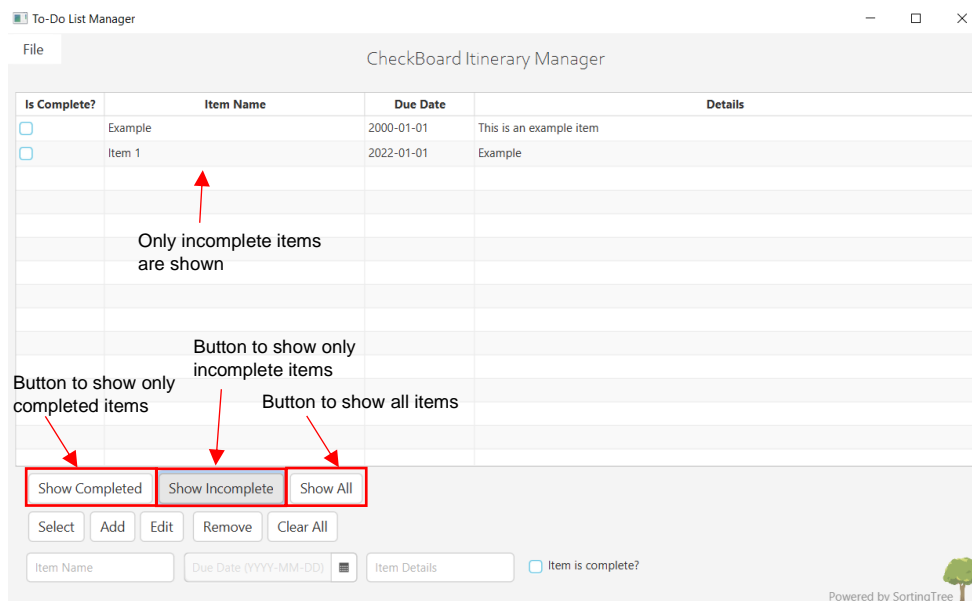 To-Do List Manager
File
CheckBoard Itinerary Manager
Is Complete? Item Name Due Date Details
Example 2000-01-01 This is an example item
Item 1 2022-01-01 Example
Only incomplete items
are shown
Button to show only
incomplete items
Button to show only
completed items
Button to show all items
Show Completed Show Incomplete Show All
Select Add Edit Remove Clear All
Item Name Due Date (YYYY-MM-DD) Item Details Item is complete?
Powered by SortingTree